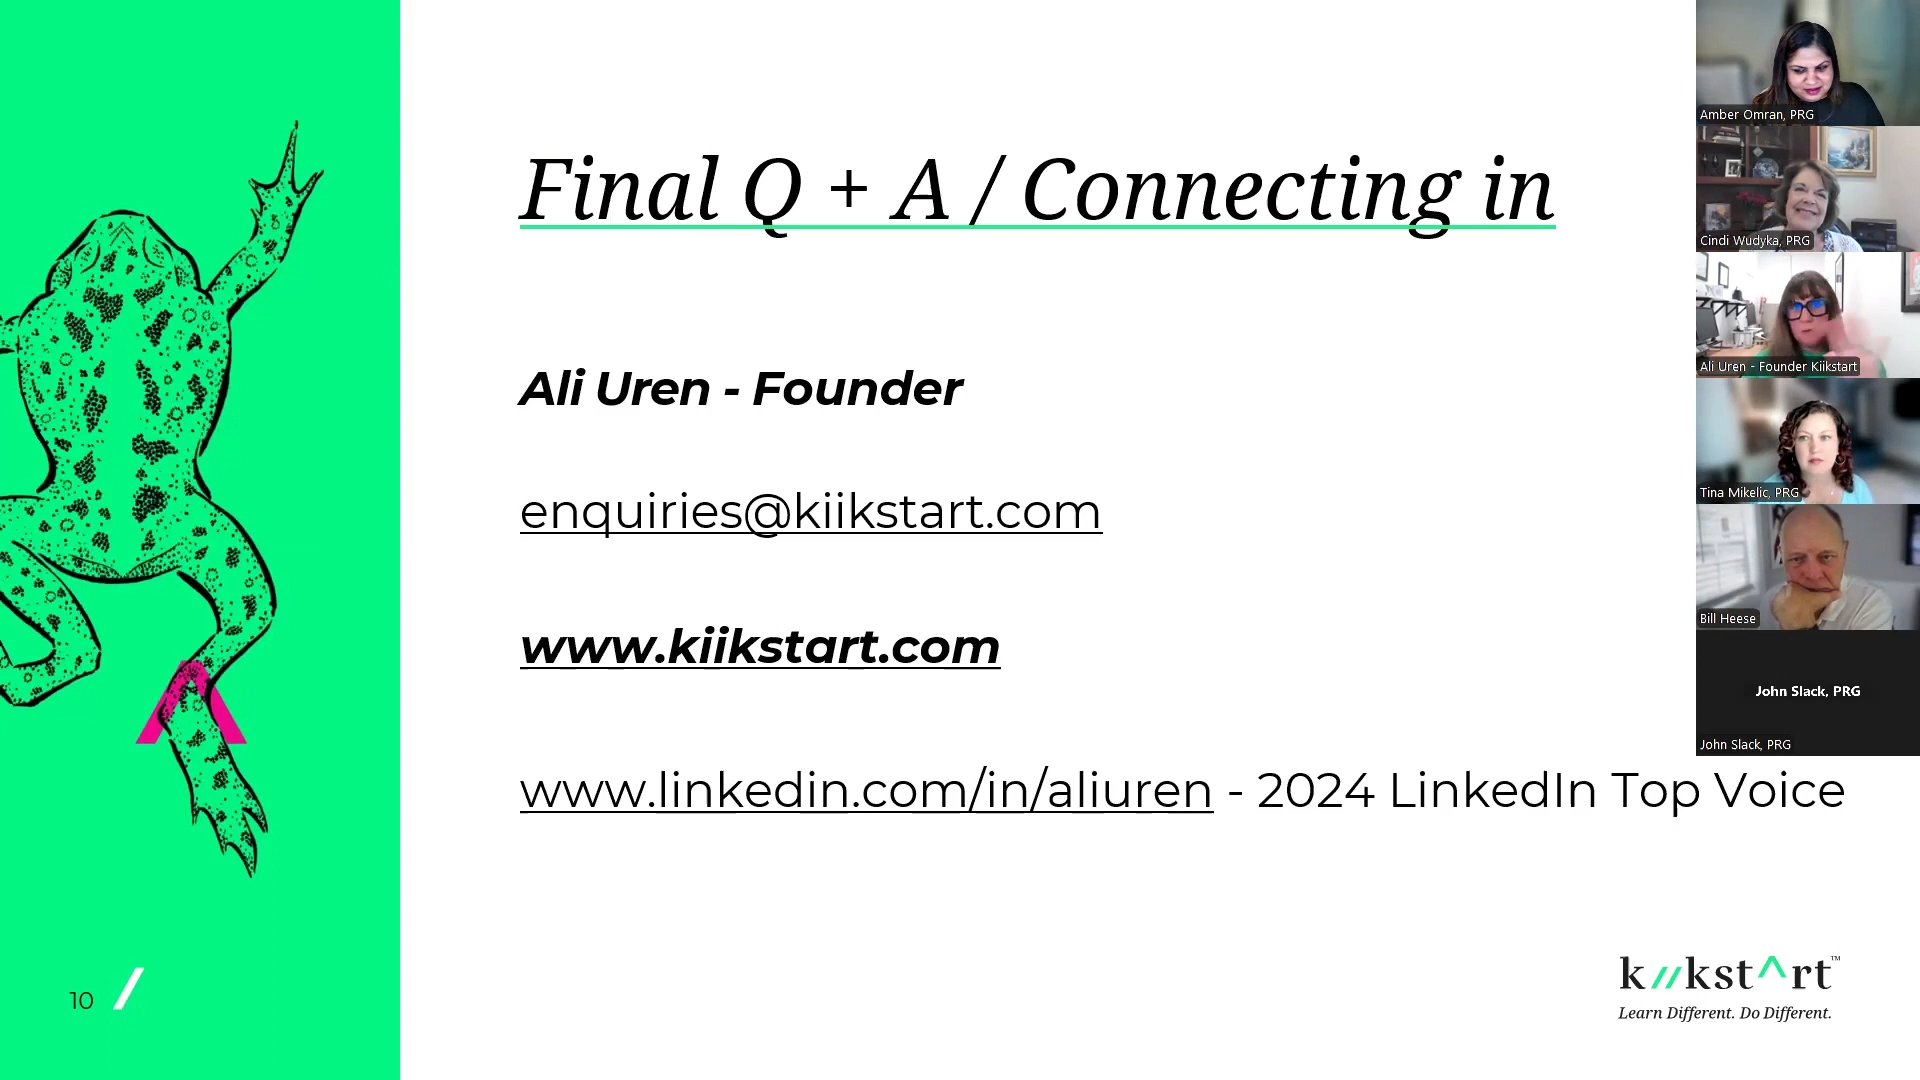 Final Q + A / Connecting in
Ali Uren - Founder
enquiries@kiikstart.com
www.kiikstart.com
www.linkedin.com/in/aliuren - 2024 LinkedIn Top Voice
10
kiikst^rt™
Learn Different. Do Different.
Amber Omran, PRG
Cindi Wudyka, PRG
Ali Uren - Founder Kiikstart
Tina Mikelic, PRG
Bill Heese
John Slack, PRG
John Slack, PRG